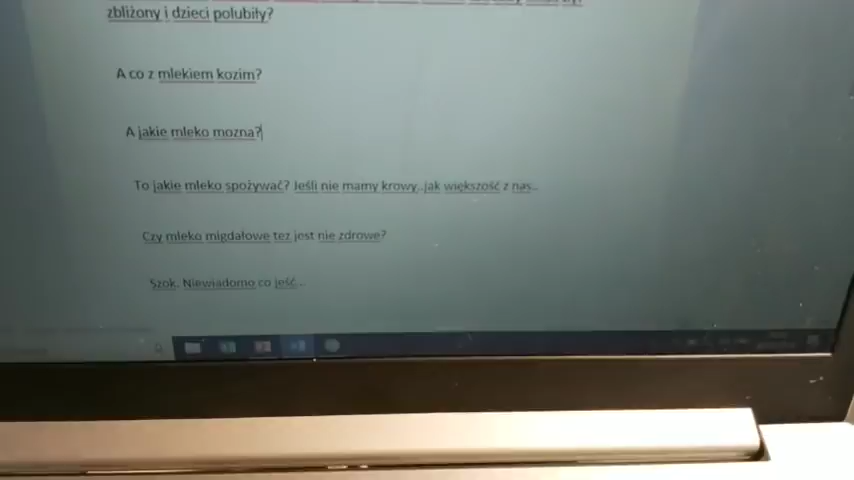 zbliżony i dzieci polubiły?
A co z mlekiem kozim?
A jakie mleko mozna?
To jakie mleko spożywać? Jeśli nie mamy krowy..jak większość z nas..
Czy mleko migdałowe tez jest nie zdrowe?
Szok. Niewiadomo co jeść...